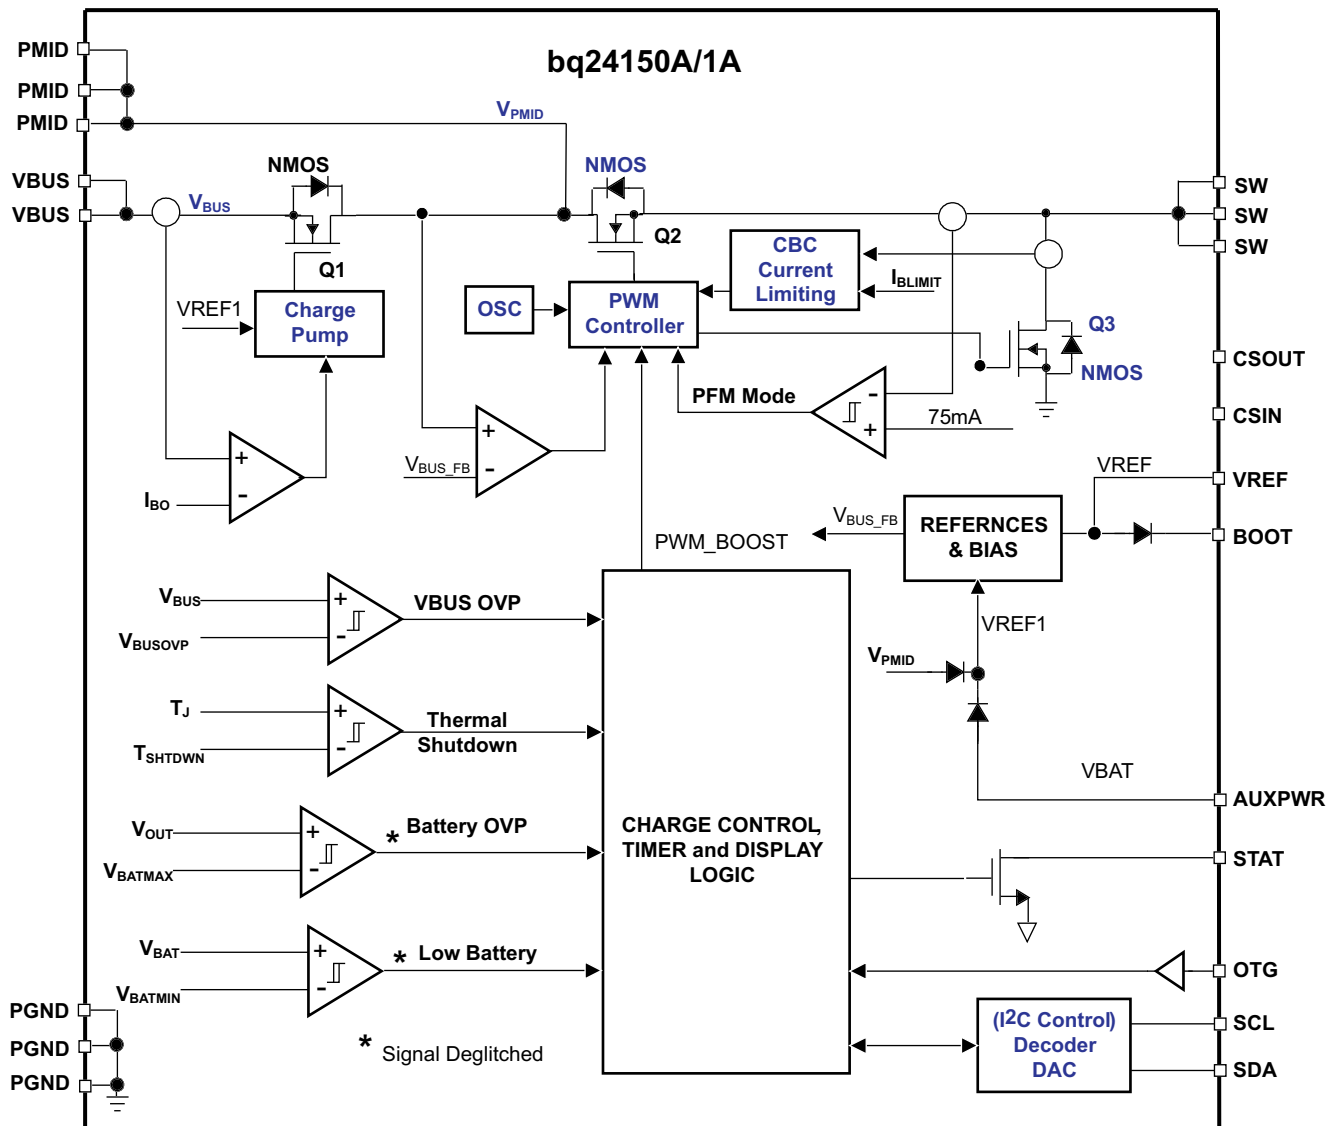 bq24150A/1A
PMID
PMID
PMID
VBUS
VBUS
VPMID
VBUS
NMOS
Q1
NMOS
Q2
SW
SW
SW
VREF1
Charge
Pump
OSC
PWM
Controller
CBC
Current
Limiting
IBLIMIT
Q3
NMOS
CSOUT
CSIN
PFM Mode
-
+
75mA
+
-
IBO
+
-
VBUS_FB
VREF
VREF
BOOT
VBUS_FB
REFERNCES
& BIAS
PWM_BOOST
VREF1
VPMID
VBAT
AUXPWR
VBUS
VBUSOVP
+
-
VBUS OVP
TJ
TSHTDWN
+
-
Thermal
Shutdown
VOUT
VBATMAX
+
-
* Battery OVP
VBAT
VBATMIN
+
-
* Low Battery
CHARGE CONTROL,
TIMER and DISPLAY
LOGIC
STAT
OTG
(I2C Control)
Decoder
DAC
SCL
SDA
PGND
PGND
PGND
* Signal Deglitched